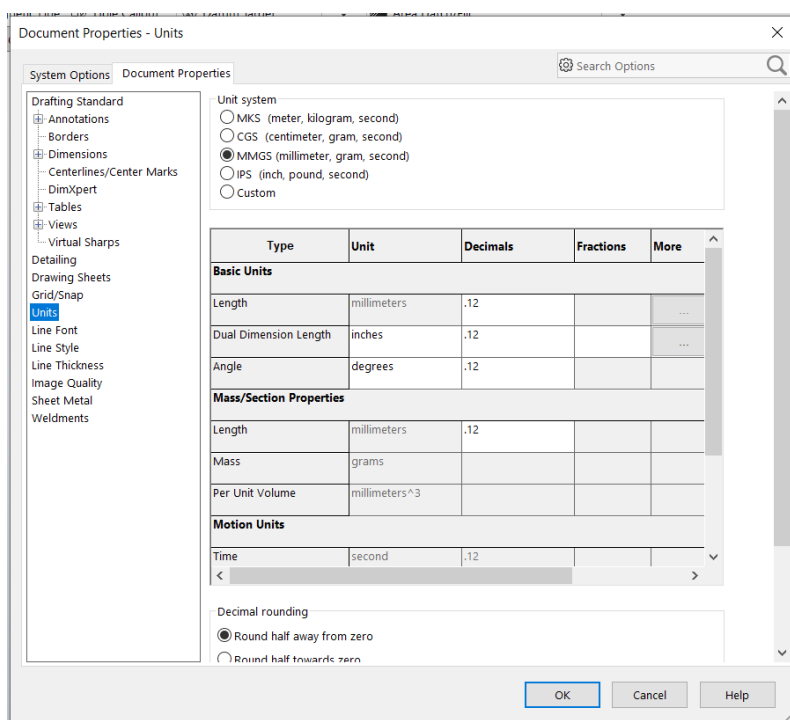 Document Properties - Units
System Options
Document Properties
Search Options
Drafting Standard
Annotations
Borders
Dimensions
Centerlines/Center Marks
DimXpert
Tables
Views
Virtual Sharps
Detailing
Drawing Sheets
Grid/Snap
Units
Line Font
Line Style
Line Thickness
Image Quality
Sheet Metal
Weldments
Unit system
MKS (meter, kilogram, second)
CGS (centimeter, gram, second)
MMGS (millimeter, gram, second)
IPS (inch, pound, second)
Custom
Type Unit Decimals Fractions More
Basic Units
Length millimeters .12 ...
Dual Dimension Length inches .12 ...
Angle degrees .12
Mass/Section Properties
Length millimeters .12
Mass grams
Per Unit Volume millimeters^3
Motion Units
Time second .12
Decimal rounding
Round half away from zero
Round half towards zero
OK Cancel Help